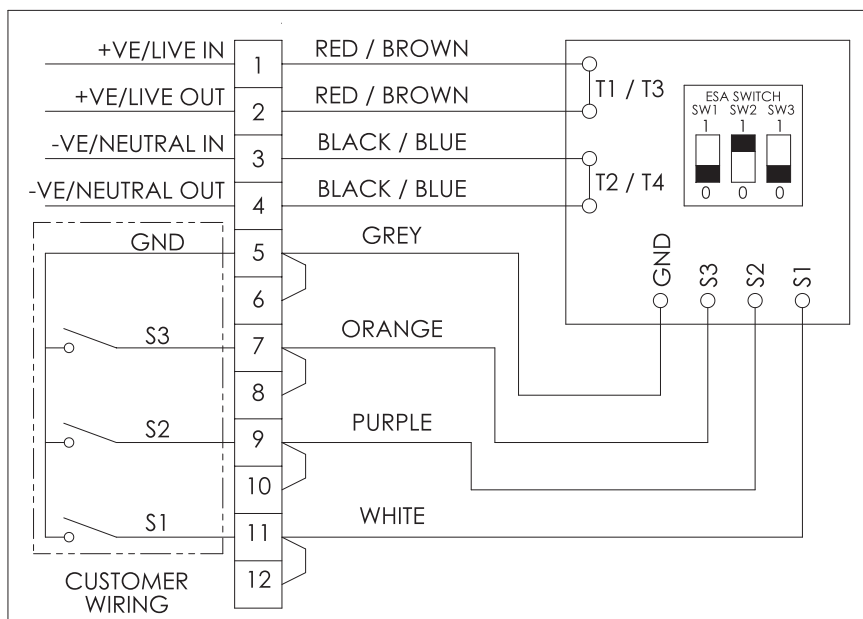 +VE/LIVE IN 1 RED / BROWN
+VE/LIVE OUT 2 RED / BROWN T1 / T3
-VE/NEUTRAL IN 3 BLACK / BLUE
-VE/NEUTRAL OUT 4 BLACK / BLUE T2 / T4
ESA SWITCH
SW1 SW2 SW3
1 1 1
0 0 0
GND 5 GREY
6
S3 7 ORANGE
8
S2 9 PURPLE
10
S1 11 WHITE
12
GND S3 S2 S1
CUSTOMER
WIRING